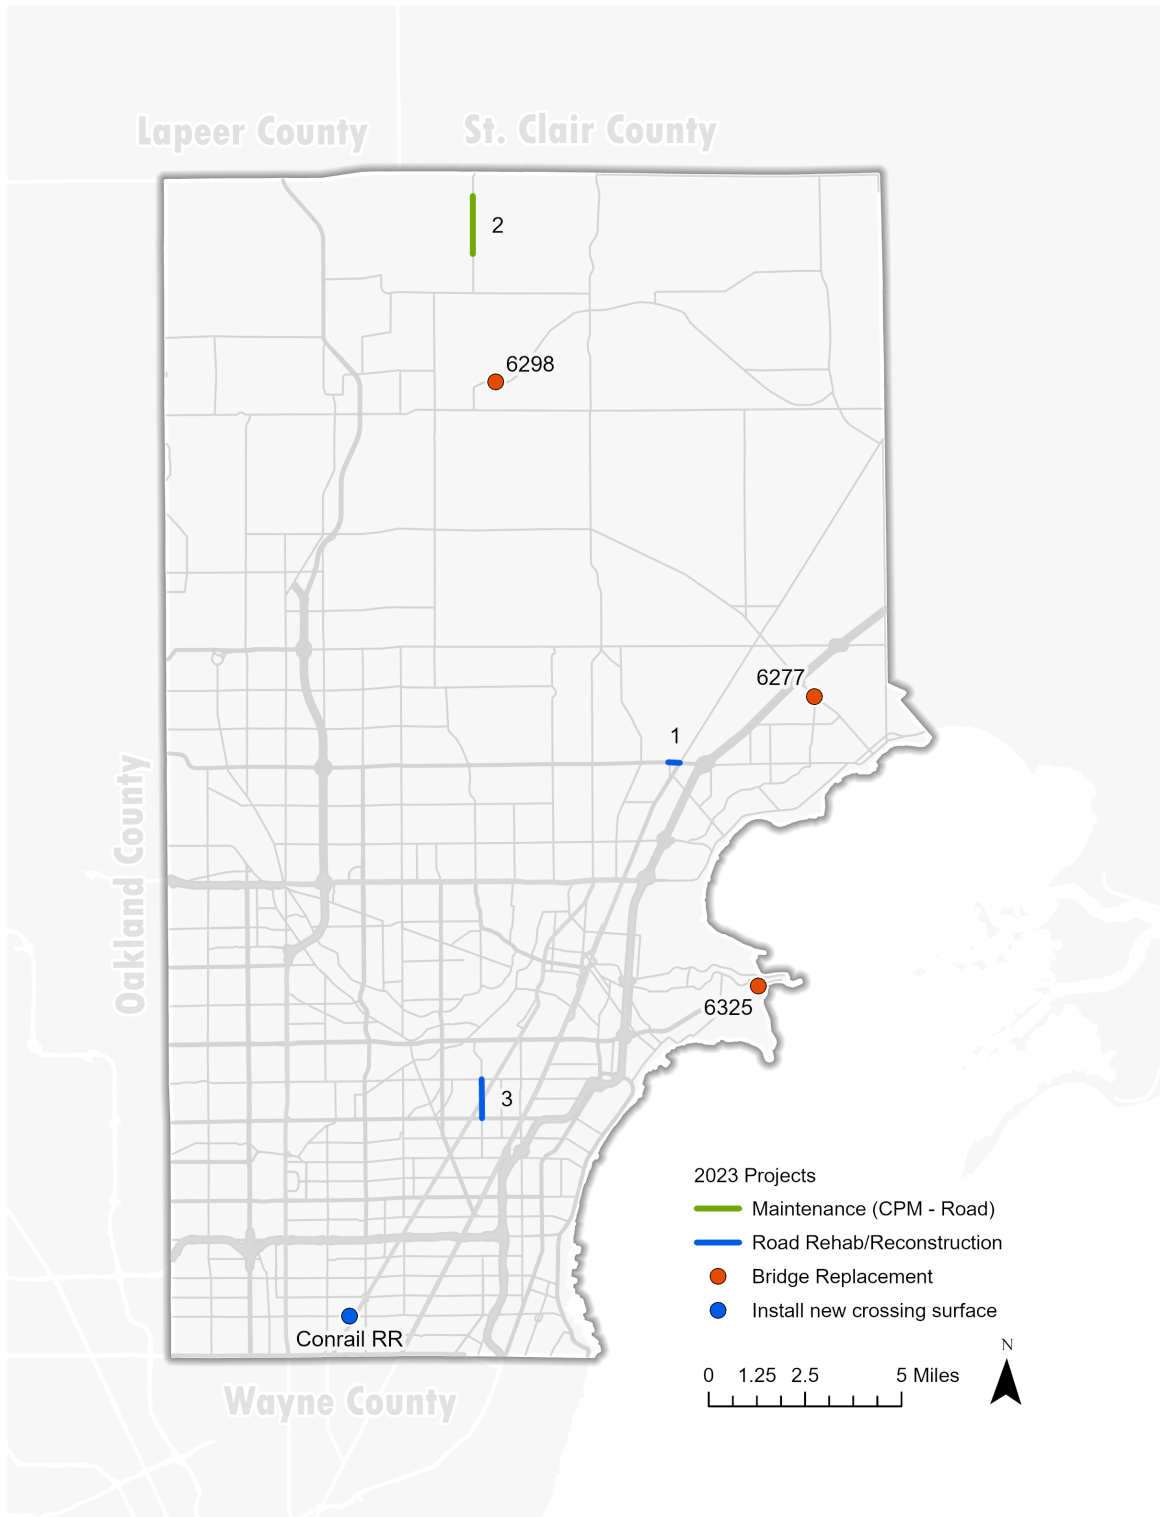 Lapeer County
St. Clair County
2
6298
6277
1
Oakland County
6325
3
2023 Projects
Maintenance (CPM - Road)
Road Rehab/Reconstruction
Bridge Replacement
Install new crossing surface
Conrail RR
N
0 1.25 2.5 5 Miles
Wayne County